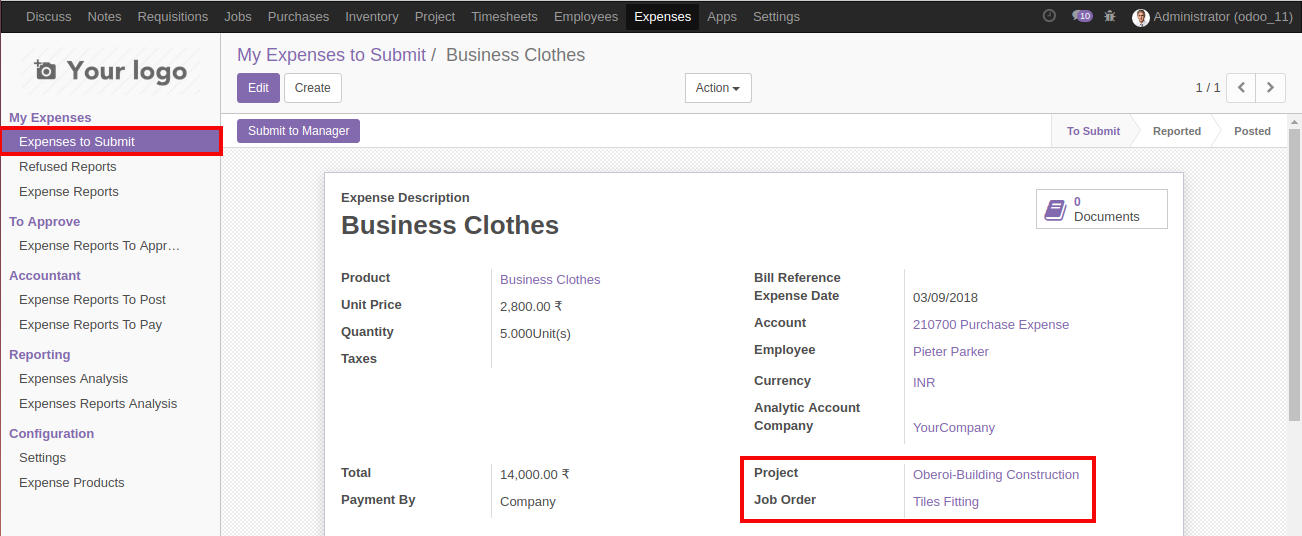 Discuss Notes Requisitions Jobs Purchases Inventory Project Timesheets Employees Expenses Apps Settings 10 Administrator (odoo_11)
Your logo
My Expenses
Expenses to Submit
Refused Reports
Expense Reports
To Approve
Expense Reports To Appr…
Accountant
Expense Reports To Post
Expense Reports To Pay
Reporting
Expenses Analysis
Expenses Reports Analysis
Configuration
Settings
Expense Products
My Expenses to Submit / Business Clothes
Edit Create Action 1 / 1
Submit to Manager To Submit Reported Posted
Expense Description
Business Clothes
0
Documents
Product Business Clothes
Unit Price 2,800.00 ₹
Quantity 5.000Unit(s)
Taxes
Bill Reference
Expense Date 03/09/2018
Account 210700 Purchase Expense
Employee Pieter Parker
Currency INR
Analytic Account
Company YourCompany
Total 14,000.00 ₹
Payment By Company
Project Oberoi-Building Construction
Job Order Tiles Fitting